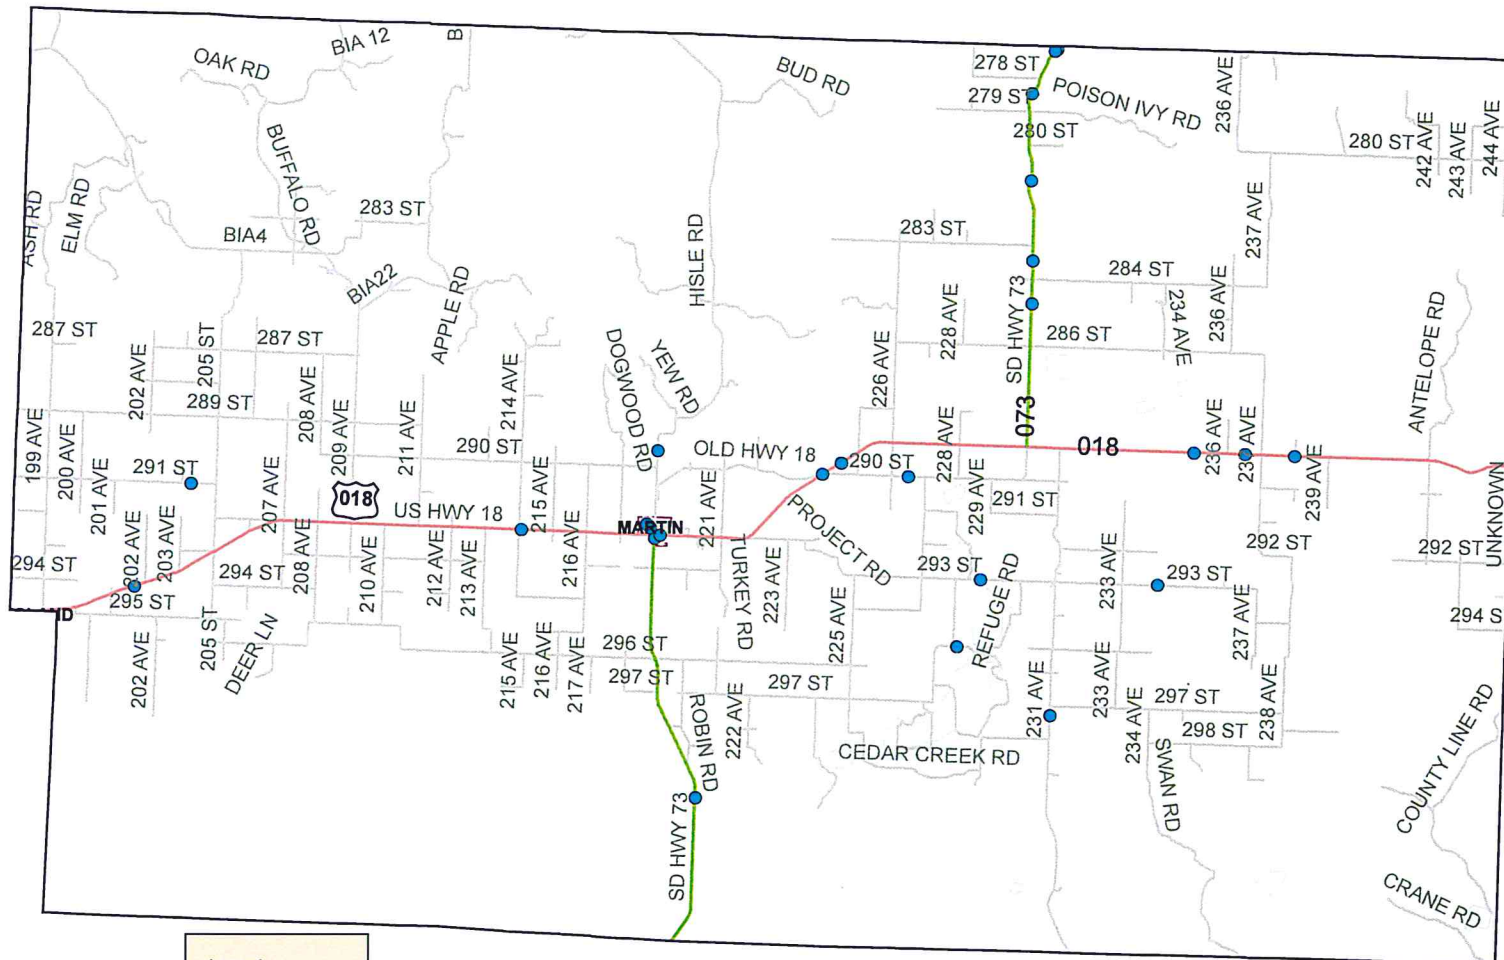 BIA 12
B
OAK RD
BUD RD
278 ST
279 ST
POISON IVY RD
280 ST
236 AVE
280 ST
242 AVE
243 AVE
244 AVE
BUFFALO RD
ELM RD
ASH RD
283 ST
BIA4
BIA22
APPLE RD
HISLE RD
283 ST
237 AVE
284 ST
228 AVE
SD HWY 73
234 AVE
236 AVE
286 ST
ANTELOPE RD
287 ST
287 ST
205 ST
202 AVE
289 ST
208 AVE
209 AVE
211 AVE
214 AVE
DOGWOOD RD
YEW RD
226 AVE
073
018
228 AVE
236 AVE
239 AVE
199 AVE
200 AVE
201 AVE
291 ST
290 ST
OLD HWY 18
290 ST
207 AVE
018
US HWY 18
215 AVE
216 AVE
MARTIN
221 AVE
PROJECT RD
229 AVE
291 ST
UNKNOWN
292 ST
292 ST
294 ST
202 AVE
203 AVE
295 ST
294 ST
208 AVE
210 AVE
212 AVE
213 AVE
TURKEY RD
223 AVE
225 AVE
293 ST
REFUGE RD
233 AVE
293 ST
237 AVE
294 S
ID
202 AVE
205 ST
DEER LN
215 AVE
216 AVE
217 AVE
296 ST
297 ST
ROBIN RD
222 AVE
297 ST
CEDAR CREEK RD
231 AVE
233 AVE
234 AVE
297 ST
298 ST
238 AVE
SWAN RD
COUNTY LINE RD
SD HWY 73
CRANE RD